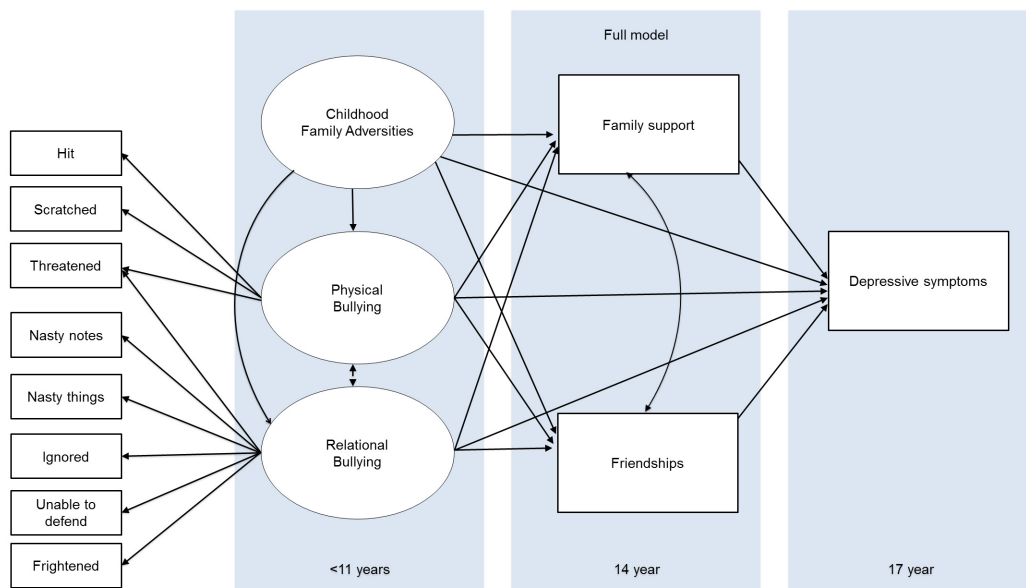 Full model
Childhood
Family Adversities
Family support
Hit
Scratched
Threatened
Physical
Bullying
Depressive symptoms
Nasty notes
Nasty things
Ignored
Relational
Bullying
Friendships
Unable to
defend
Frightened
<11 years
14 year
17 year